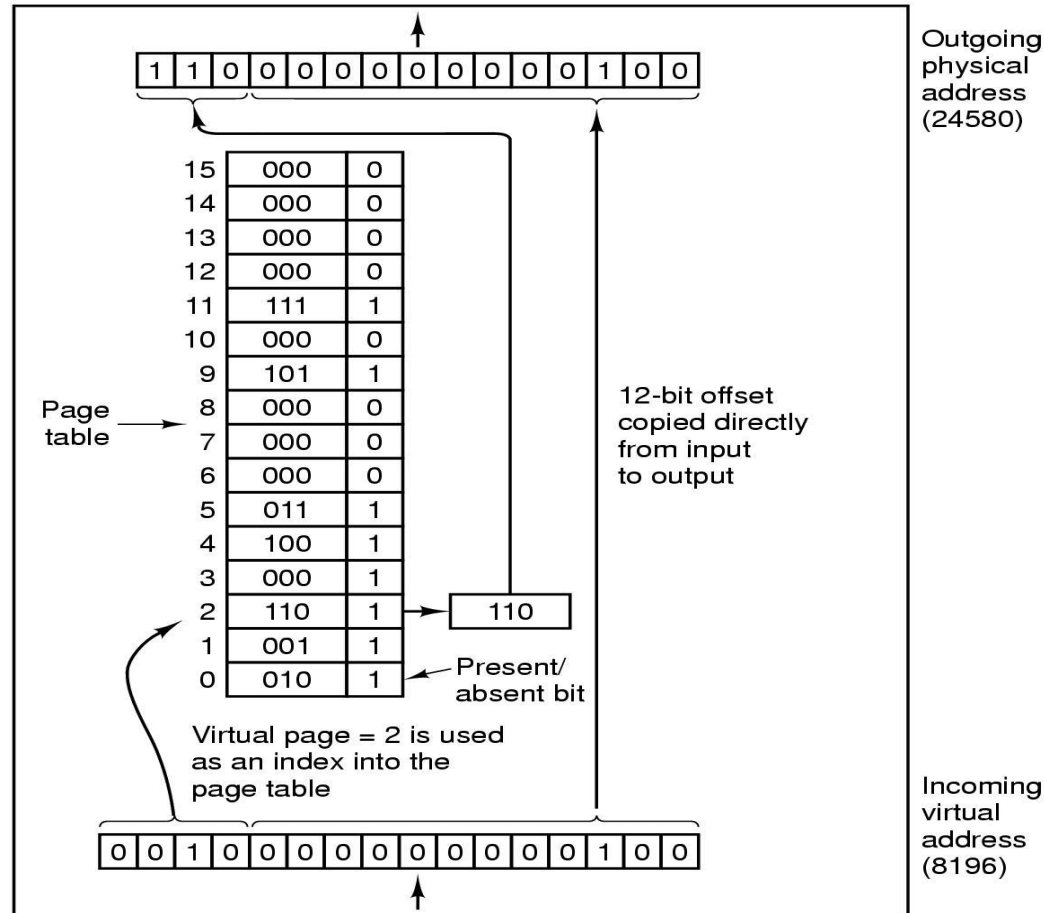 Outgoing
physical
address
(24580)
1 1 0 0 0 0 0 0 0 0 0 0 1 0 0
15 000 0
14 000 0
13 000 0
12 000 0
11 111 1
10 000 0
9 101 1
8 000 0
7 000 0
6 000 0
5 011 1
4 100 1
3 000 1
2 110 1 110
1 001 1
0 010 1
Page
table
12-bit offset
copied directly
from input
to output
Present/
absent bit
Virtual page = 2 is used
as an index into the
page table
0 0 1 0 0 0 0 0 0 0 0 0 0 1 0 0
Incoming
virtual
address
(8196)